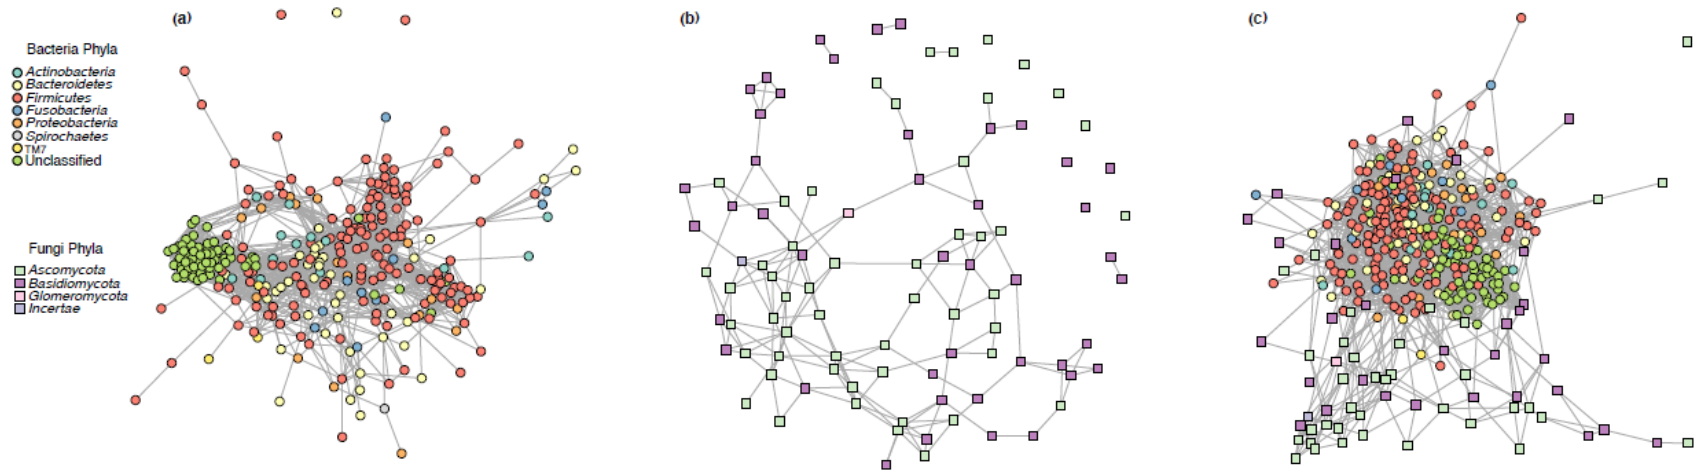 (a)
(b)
(c)
Bacteria Phyla
Actinobacteria
Bacteroidetes
Firmicutes
Fusobacteria
Proteobacteria
Spirochaetes
TM7
Unclassified
Fungi Phyla
Ascomycota
Basidiomycota
Glomeromycota
Incertae